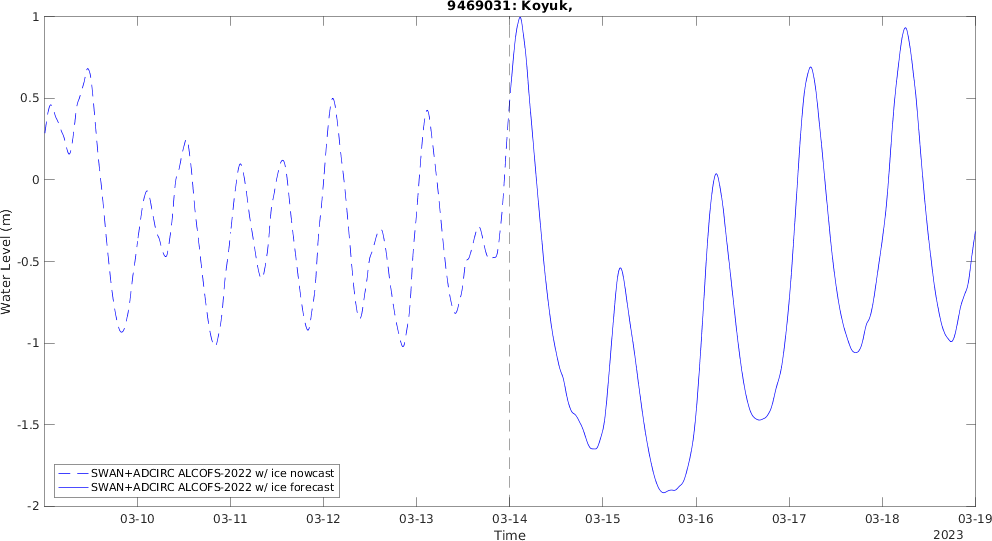 9469031: Koyuk,
1
0.5
0
-0.5
-1
-1.5
-2
Water Level (m)
SWAN+ADCIRC ALCOFS-2022 w/ ice nowcast
SWAN+ADCIRC ALCOFS-2022 w/ ice forecast
03-10 03-11 03-12 03-13 03-14 03-15 03-16 03-17 03-18 03-19
Time
2023